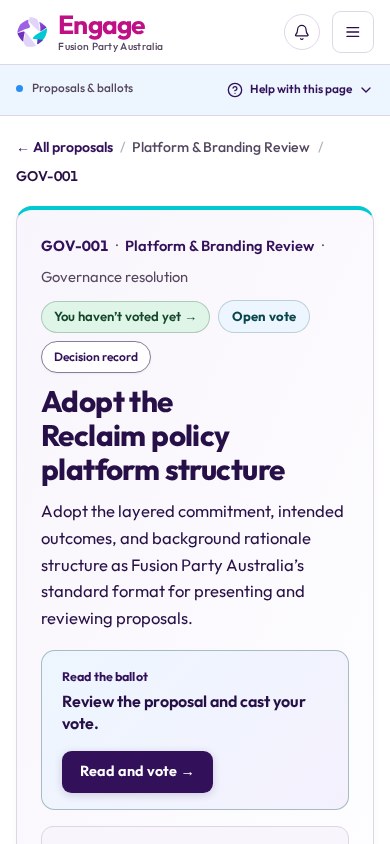 Engage
Fusion Party Australia
Proposals & ballots
Help with this page
← All proposals / Platform & Branding Review /
GOV-001
GOV-001 · Platform & Branding Review ·
Governance resolution
You haven’t voted yet →
Open vote
Decision record
Adopt the
Reclaim policy
platform structure
Adopt the layered commitment, intended
outcomes, and background rationale
structure as Fusion Party Australia’s
standard format for presenting and
reviewing proposals.
Read the ballot
Review the proposal and cast your
vote.
Read and vote →